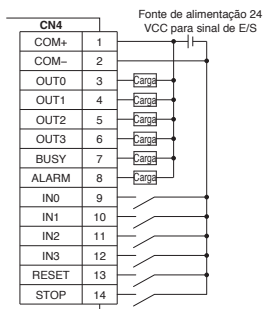 Fonte de alimentação 24
VCC para sinal de E/S
CN4
COM+ 1
COM– 2
OUT0 3 Carga
OUT1 4 Carga
OUT2 5 Carga
OUT3 6 Carga
BUSY 7 Carga
ALARM 8 Carga
IN0 9
IN1 10
IN2 11
IN3 12
RESET 13
STOP 14